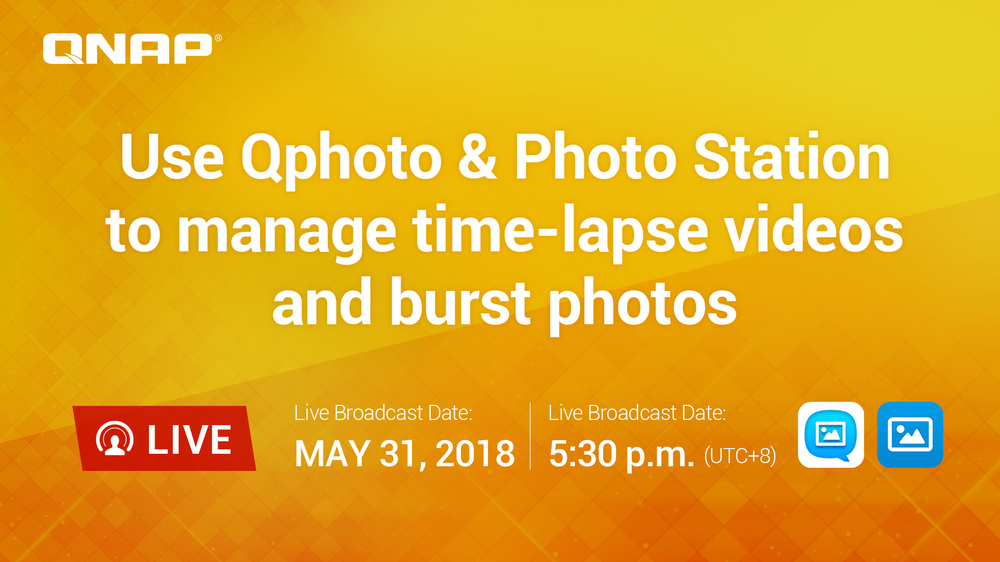 QNAP®
Use Qphoto & Photo Station
to manage time-lapse videos
and burst photos
LIVE
Live Broadcast Date:
MAY 31, 2018
Live Broadcast Date:
5:30 p.m. (UTC+8)